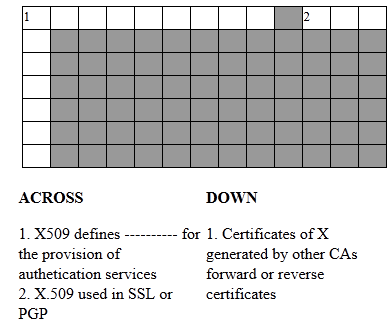 1 2
ACROSS
1. X509 defines ---------- for
the provision of
authetication services
2. X.509 used in SSL or
PGP
DOWN
1. Certificates of X
generated by other CAs
forward or reverse
certificates